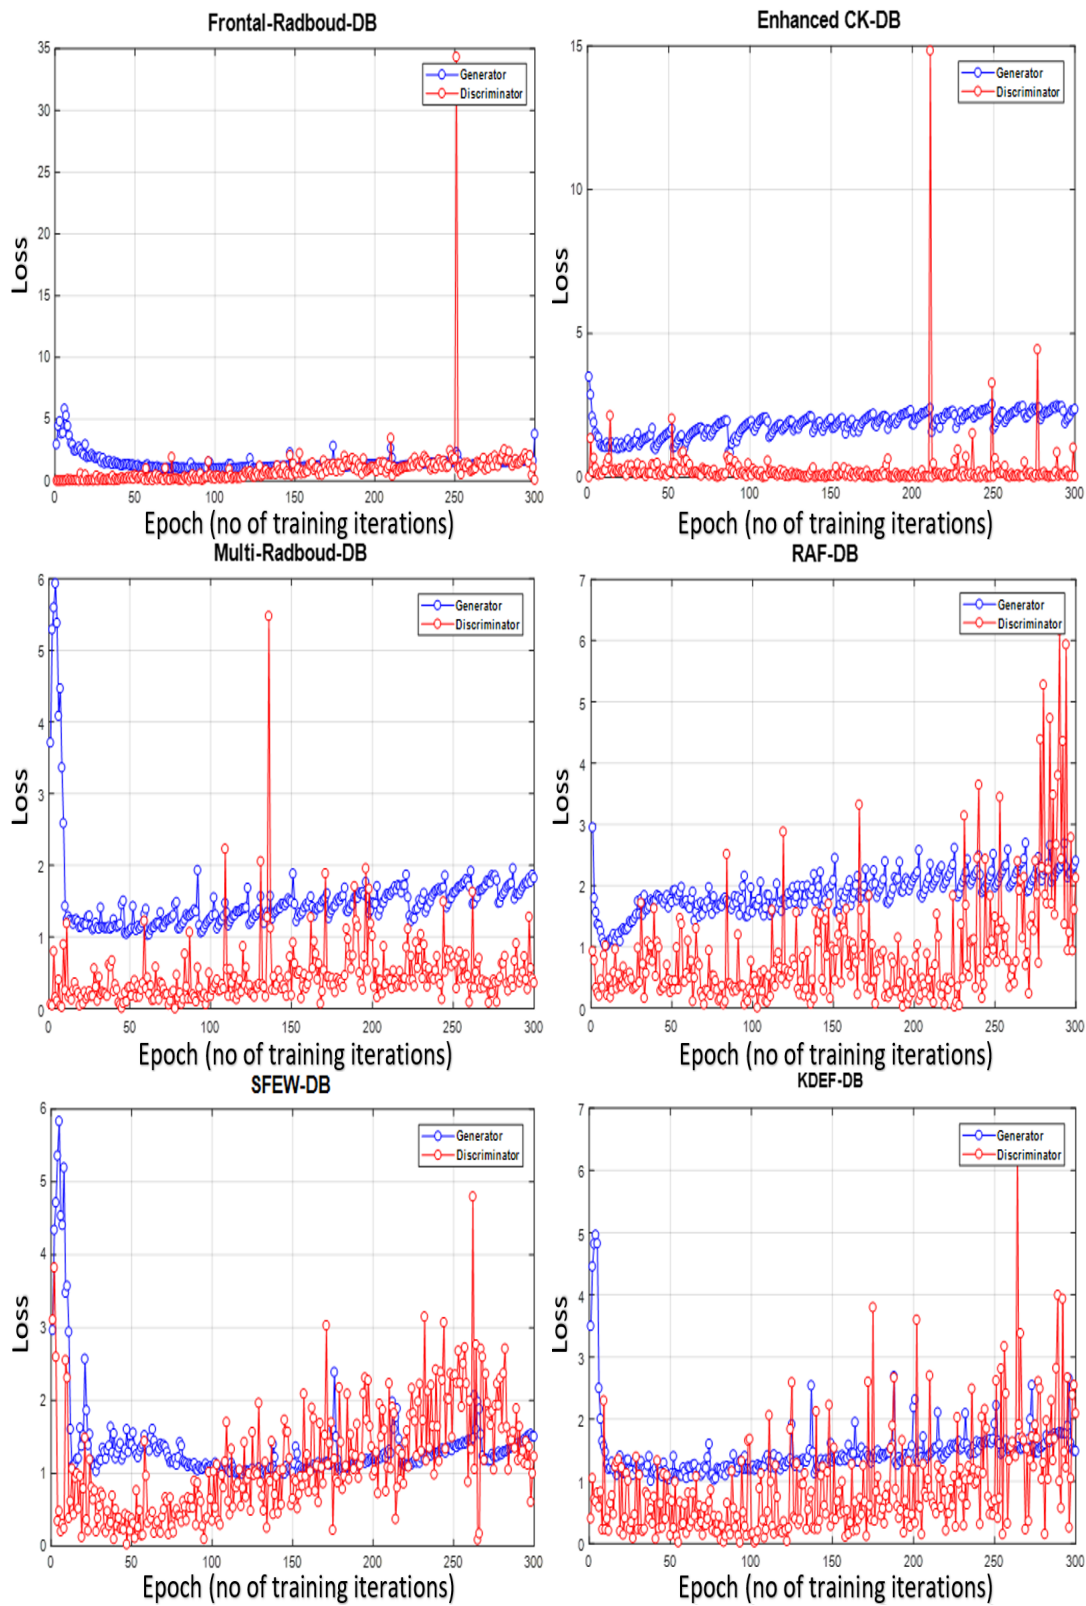 Frontal-Radboud-DB
35
30
25
20
15
10
5
0
Loss
Generator
Discriminator
0 50 100 150 200 250 300
Epoch (no of training iterations)
Enhanced CK-DB
15
10
5
0
Loss
Generator
Discriminator
0 50 100 150 200 250 300
Epoch (no of training iterations)
Multi-Radboud-DB
6
5
4
3
2
1
0
Loss
Generator
Discriminator
0 50 100 150 200 250 300
Epoch (no of training iterations)
RAF-DB
7
6
5
4
3
2
1
0
Loss
Generator
Discriminator
0 50 100 150 200 250 300
Epoch (no of training iterations)
SFEW-DB
6
5
4
3
2
1
0
Loss
Generator
Discriminator
0 50 100 150 200 250 300
Epoch (no of training iterations)
KDEF-DB
7
6
5
4
3
2
1
0
Loss
Generator
Discriminator
0 50 100 150 200 250 300
Epoch (no of training iterations)